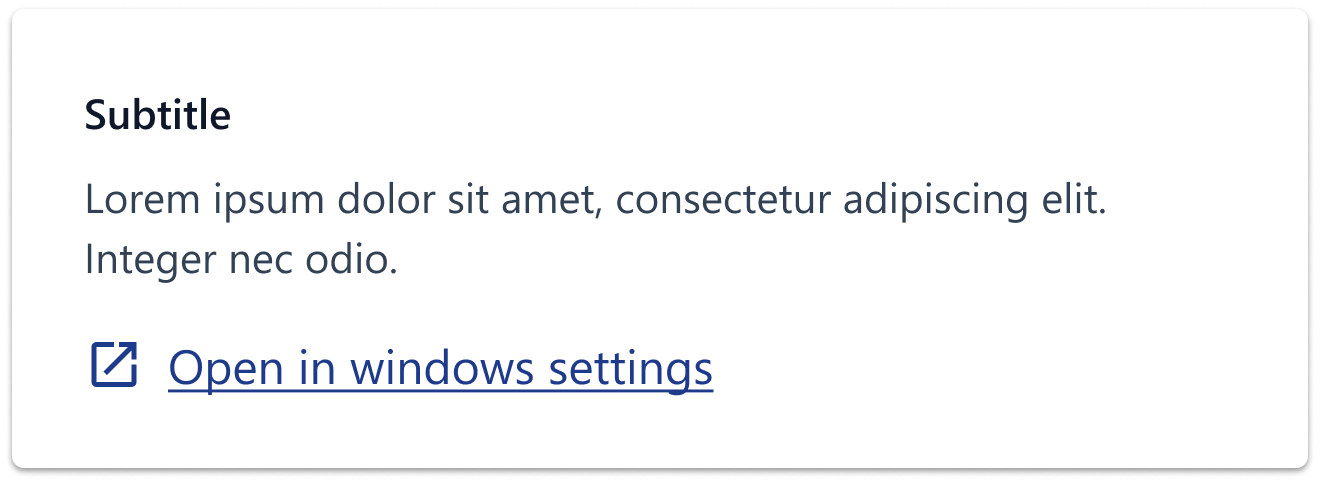 Subtitle
Lorem ipsum dolor sit amet, consectetur adipiscing elit.
Integer nec odio.
Open in windows settings